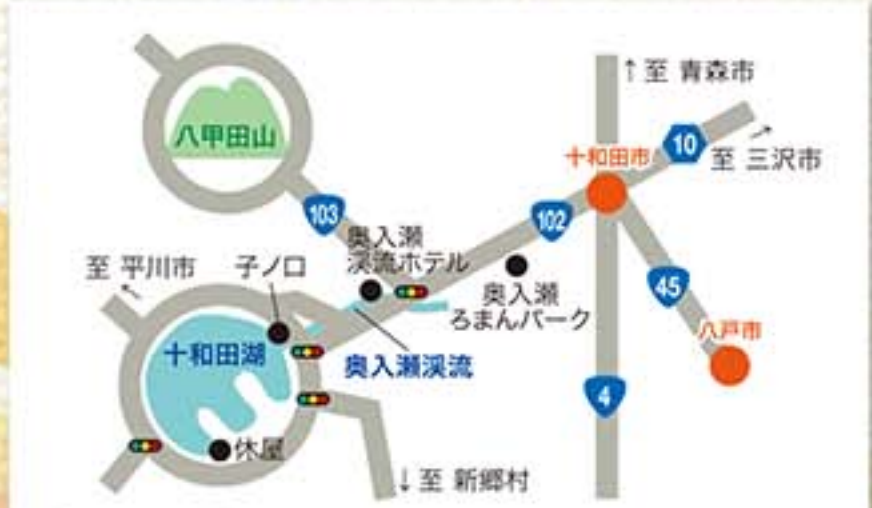 ↑至 青森市
八甲田山
十和田市
10
至 三沢市
→
103
102
奥入瀬
渓流ホテル
至 平川市
←
子ノ口
奥入瀬
ろまんパーク
45
八戸市
十和田湖
奥入瀬渓流
4
休屋
↓至 新郷村